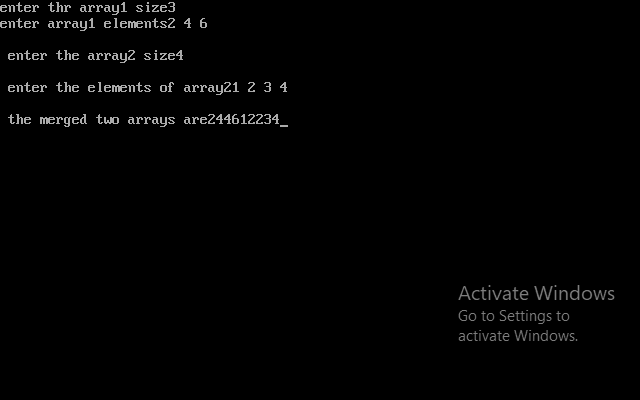 enter thr array1 size3
enter array1 elements2 4 6
enter the array2 size4
enter the elements of array21 2 3 4
the merged two arrays are244612234_
Activate Windows
Go to Settings to
activate Windows.